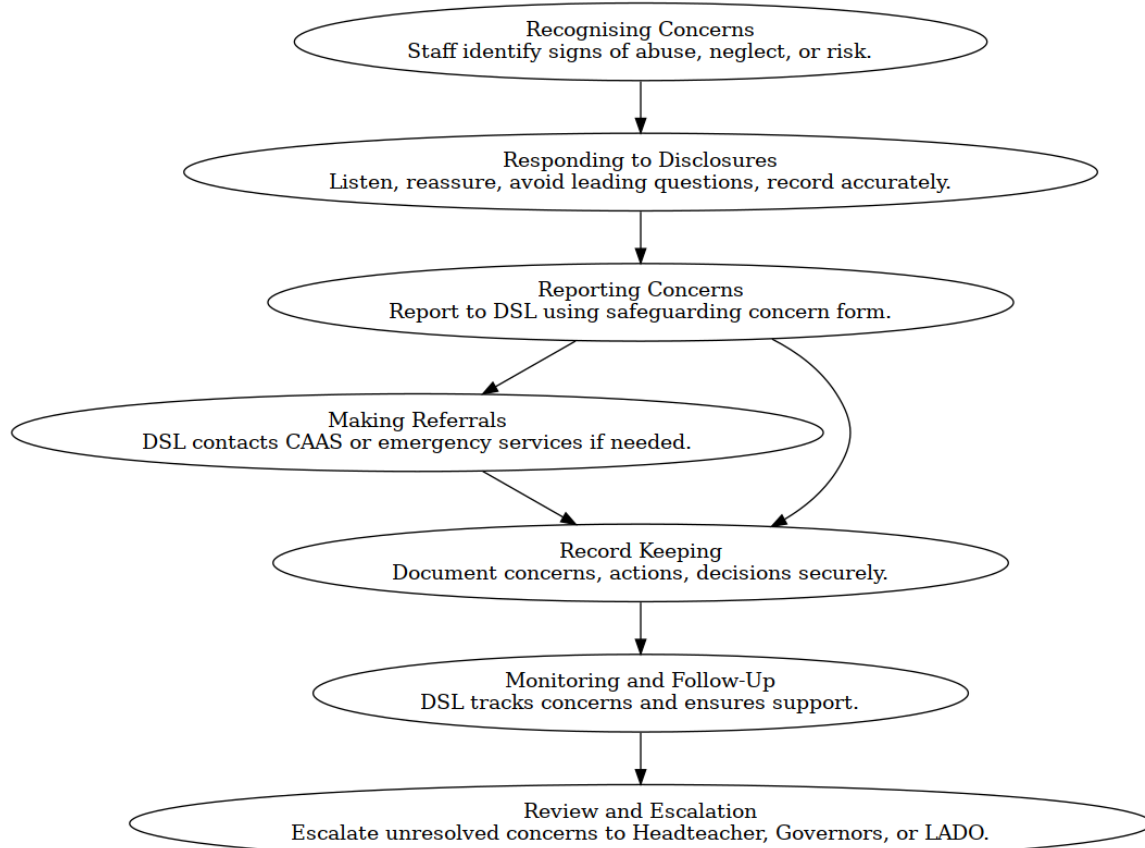 Recognising Concerns
Staff identify signs of abuse, neglect, or risk.
Responding to Disclosures
Listen, reassure, avoid leading questions, record accurately.
Reporting Concerns
Report to DSL using safeguarding concern form.
Making Referrals
DSL contacts CAAS or emergency services if needed.
Record Keeping
Document concerns, actions, decisions securely.
Monitoring and Follow-Up
DSL tracks concerns and ensures support.
Review and Escalation
Escalate unresolved concerns to Headteacher, Governors, or LADO.